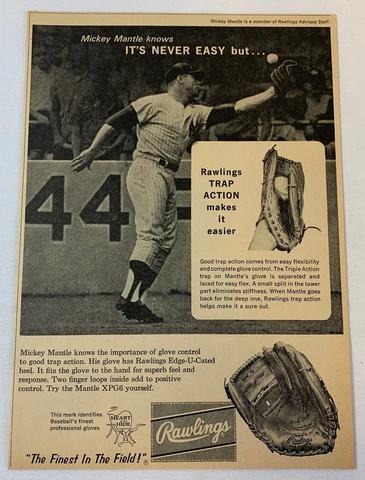 Mickey Mantle is a member of Rawlings Advisory Staff.
Mickey Mantle knows
IT'S NEVER EASY but...
44
Rawlings
TRAP
ACTION
makes
it
easier
Good trap action comes from easy flexibility
and complete glove control. The Triple Action
trap on Mantle's glove is separated and
laced for easy flex. A small split in the lower
part eliminates stiffness. When Mantle goes
back for the deep one, Rawlings trap action
helps make it a sure out.
Mickey Mantle knows the importance of glove control
to good trap action. His glove has Rawlings Edge-U-Cated
heel. It fits the glove to the hand for superb feel and
response. Two finger loops inside add to positive
control. Try the Mantle XPG6 yourself.
This mark identifies
Baseball's finest
professional gloves
HEART
OF THE
HIDE
Rawlings
"The Finest In The Field!"®
Rawlings